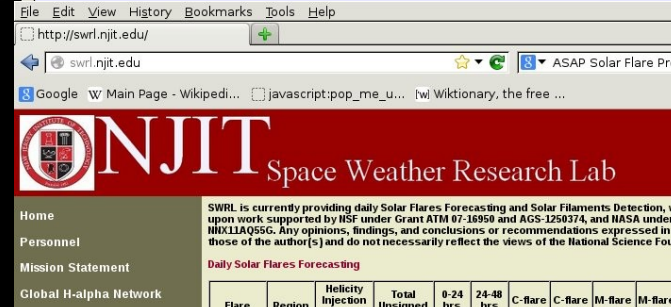 File Edit View History Bookmarks Tools Help
http://swrl.njit.edu/
swrl.njit.edu
ASAP Solar Flare Pr
Google W Main Page - Wikipedi... javascript:pop_me_u... [w] Wiktionary, the free ...
NJIT Space Weather Research Lab
Home
Personnel
Mission Statement
Global H-alpha Network
SWRL is currently providing daily Solar Flares Forecasting and Solar Filaments Detection,
upon work supported by NSF under Grant ATM 07-16950 and AGS-1250374, and NASA under
NNX11AQ55G. Any opinions, findings, and conclusions or recommendations expressed in
those of the author(s) and do not necessarily reflect the views of the National Science Fou
Daily Solar Flares Forecasting
Flare Region Helicity Injection Total Unsigned 0-24 hrs 24-48 hrs C-flare C-flare M-flare M-flar